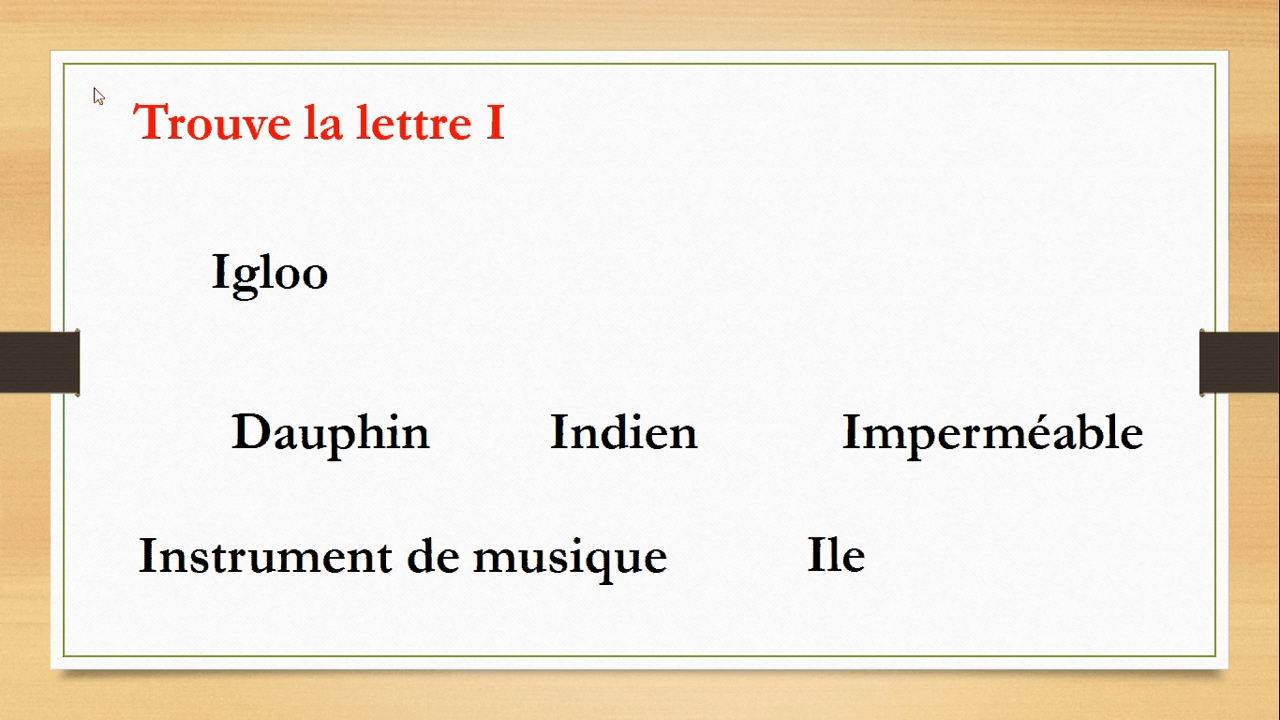 Trouve la lettre I
Igloo
Dauphin Indien Imperméable
Instrument de musique Ile